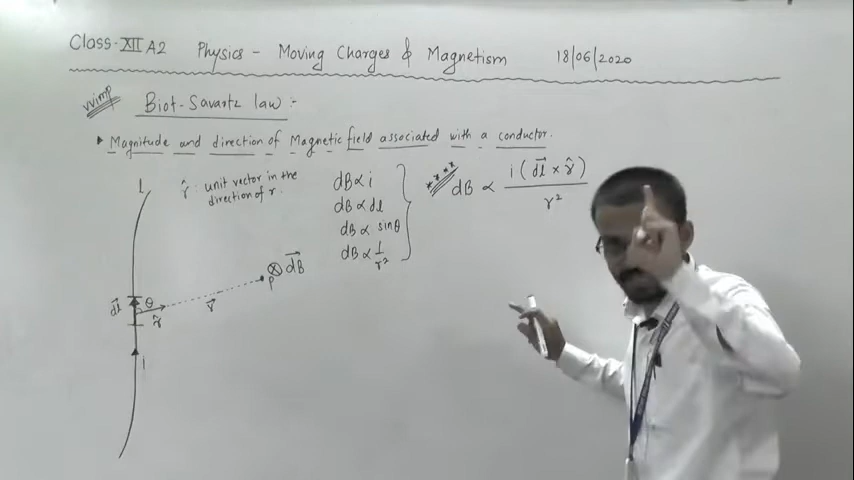 Class-XII A2 Physics - Moving Charges & Magnetism 18/06/2020
VVimp Biot-Savartz law :-
Magnitude and direction of Magnetic field associated with a conductor.
r̂ : unit vector in the
direction of r.
dB ∝ i
dB ∝ dl
dB ∝ sinθ
dB ∝ 1/r²
**** dB ∝ i(dl⃗ × r̂)/r²
l
P ⊗ dB⃗
dl⃗ θ
r̂ r⃗
i